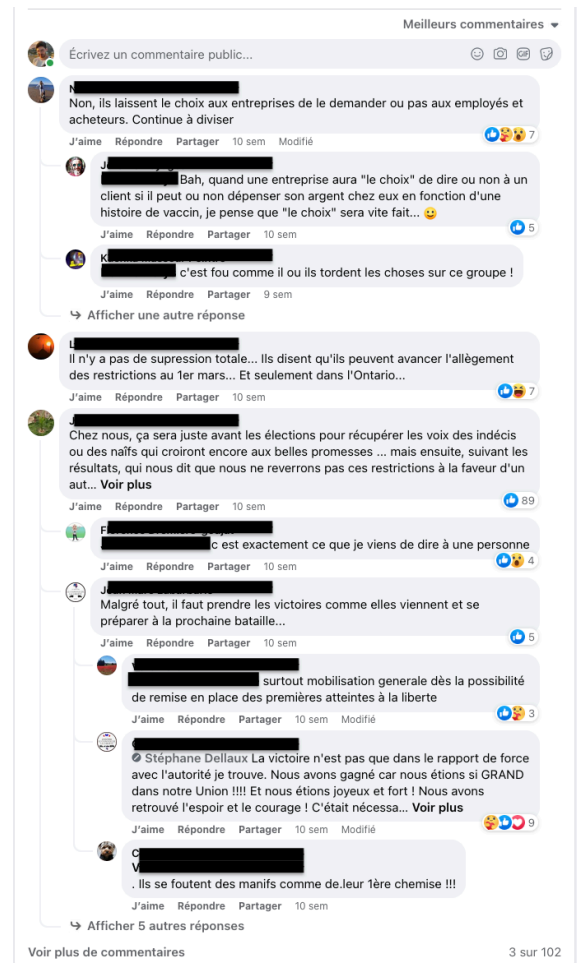 Meilleurs commentaires
Écrivez un commentaire public...
Non, ils laissent le choix aux entreprises de le demander ou pas aux employés et
acheteurs. Continue à diviser
7
J'aime Répondre Partager 10 sem Modifié
Bah, quand une entreprise aura "le choix" de dire ou non à un
client si il peut ou non dépenser son argent chez eux en fonction d'une
histoire de vaccin, je pense que "le choix" sera vite fait... 😀
5
J'aime Répondre Partager 10 sem
c'est fou comme il ou ils tordent les choses sur ce groupe !
J'aime Répondre Partager 9 sem
Afficher une autre réponse
Il n'y a pas de supression totale... Ils disent qu'ils peuvent avancer l'allègement
des restrictions au 1er mars... Et seulement dans l'Ontario...
7
J'aime Répondre Partager 10 sem
Chez nous, ça sera juste avant les élections pour récupérer les voix des indécis
ou des naîfs qui croiront encore aux belles promesses ... mais ensuite, suivant les
résultats, qui nous dit que nous ne reverrons pas ces restrictions à la faveur d'un
aut... Voir plus
89
J'aime Répondre Partager 10 sem
c est exactement ce que je viens de dire à une personne
4
J'aime Répondre Partager 10 sem
Malgré tout, il faut prendre les victoires comme elles viennent et se
préparer à la prochaine bataille...
5
J'aime Répondre Partager 10 sem
surtout mobilisation generale dès la possibilité
de remise en place des premières atteintes à la liberte
3
J'aime Répondre Partager 10 sem Modifié
Stéphane Dellaux La victoire n'est pas que dans le rapport de force
avec l'autorité je trouve. Nous avons gagné car nous étions si GRAND
dans notre Union !!!! Et nous étions joyeux et fort ! Nous avons
retrouvé l'espoir et le courage ! C'était nécessa... Voir plus
9
J'aime Répondre Partager 10 sem Modifié
. Ils se foutent des manifs comme de.leur 1ère chemise !!!
J'aime Répondre Partager 10 sem
Afficher 5 autres réponses
Voir plus de commentaires 3 sur 102